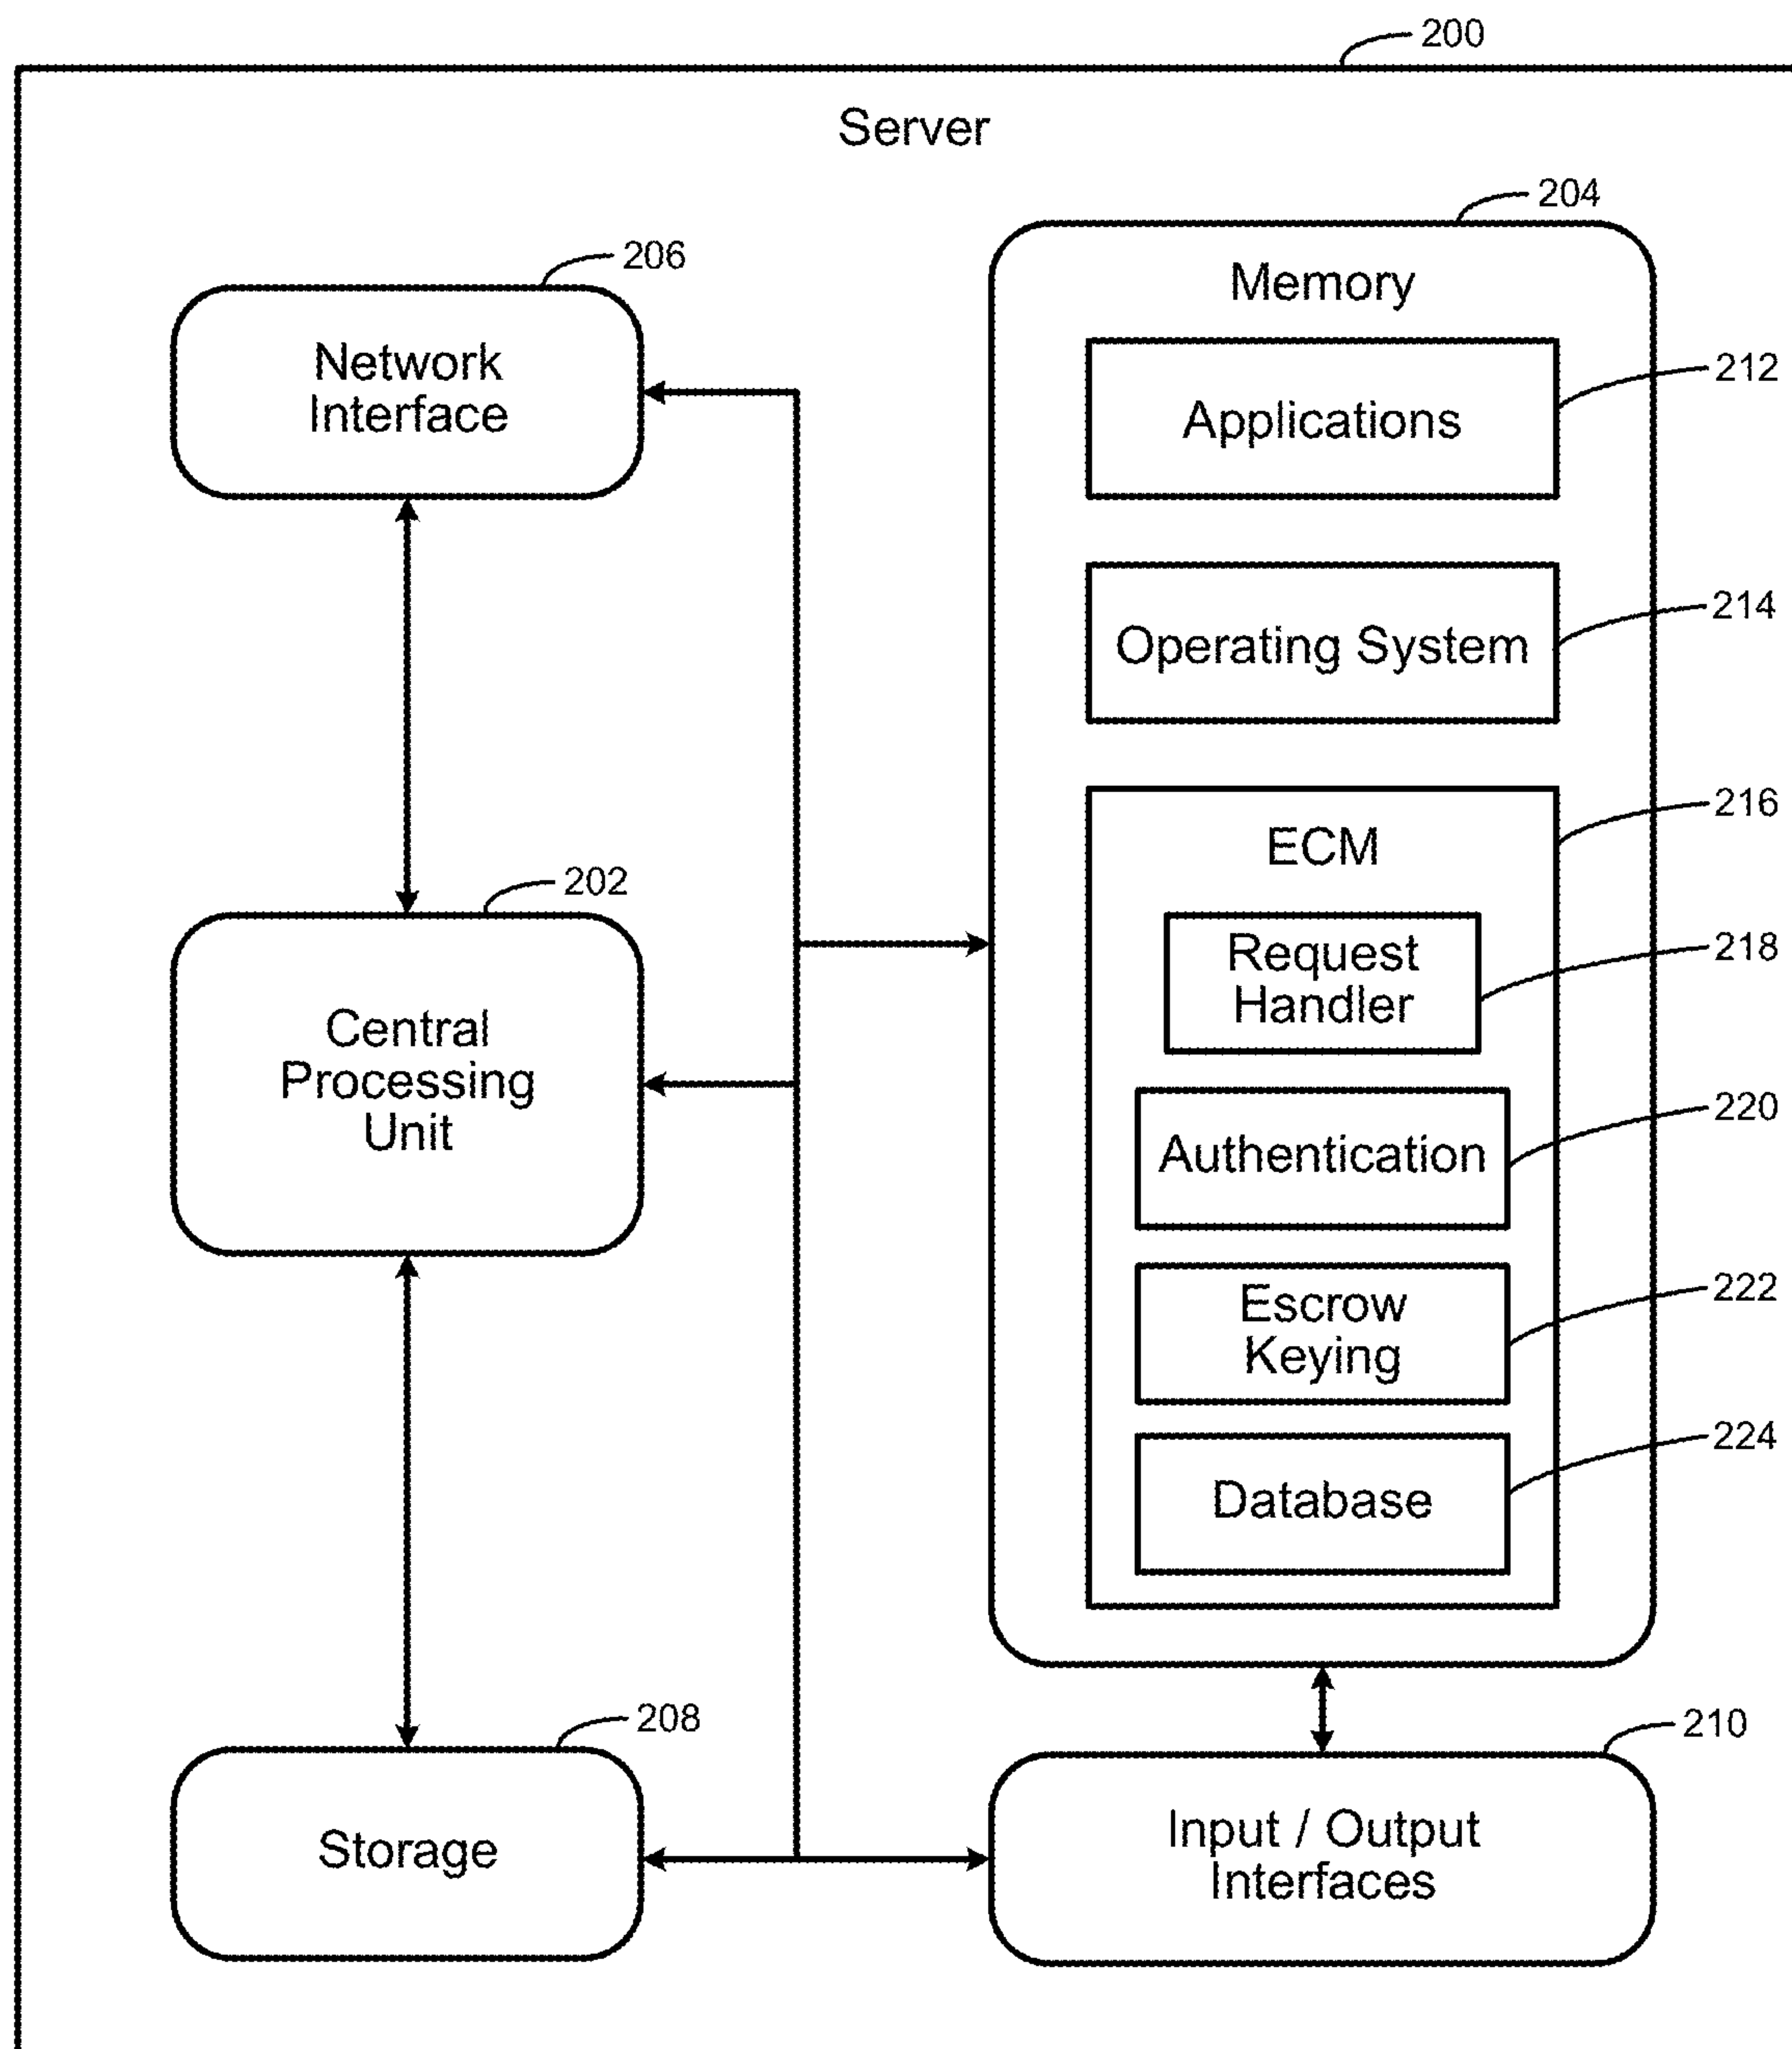 200
Server
204
Memory
206
Network
Interface
Applications
212
Operating System
214
ECM
216
202
Central
Processing
Unit
Request
Handler
218
Authentication
220
Escrow
Keying
222
Database
224
208
Storage
210
Input / Output
Interfaces